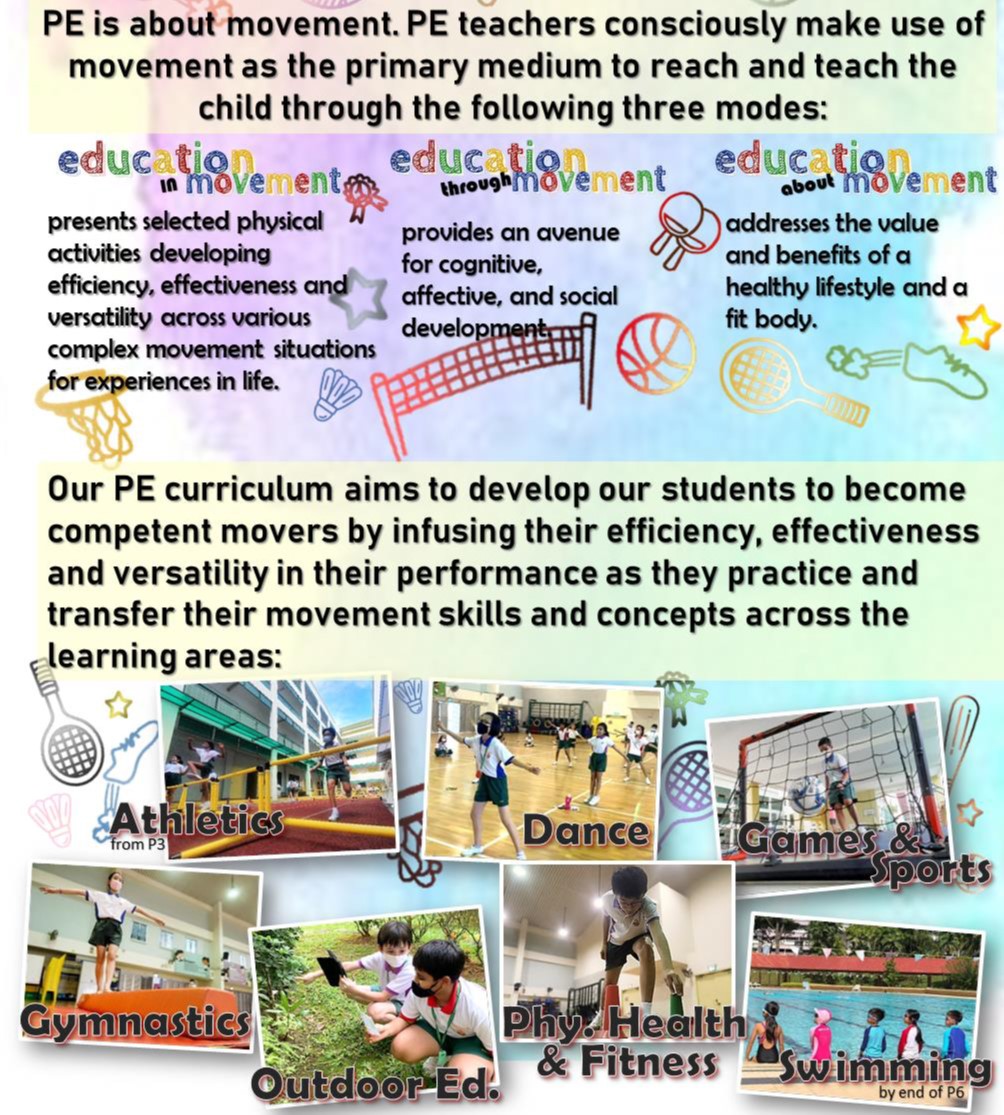 PE is about movement. PE teachers consciously make use of
movement as the primary medium to reach and teach the
child through the following three modes:
education
in movement
presents selected physical
activities developing
efficiency, effectiveness and
versatility across various
complex movement situations
for experiences in life.
education
through movement
provides an avenue
for cognitive,
affective, and social
development.
education
about movement
addresses the value
and benefits of a
healthy lifestyle and a
fit body.
Our PE curriculum aims to develop our students to become
competent movers by infusing their efficiency, effectiveness
and versatility in their performance as they practice and
transfer their movement skills and concepts across the
learning areas:
Athletics
from P3
Dance
Games &
Sports
Gymnastics
Outdoor Ed.
Phy. Health
& Fitness
Swimming
by end of P6